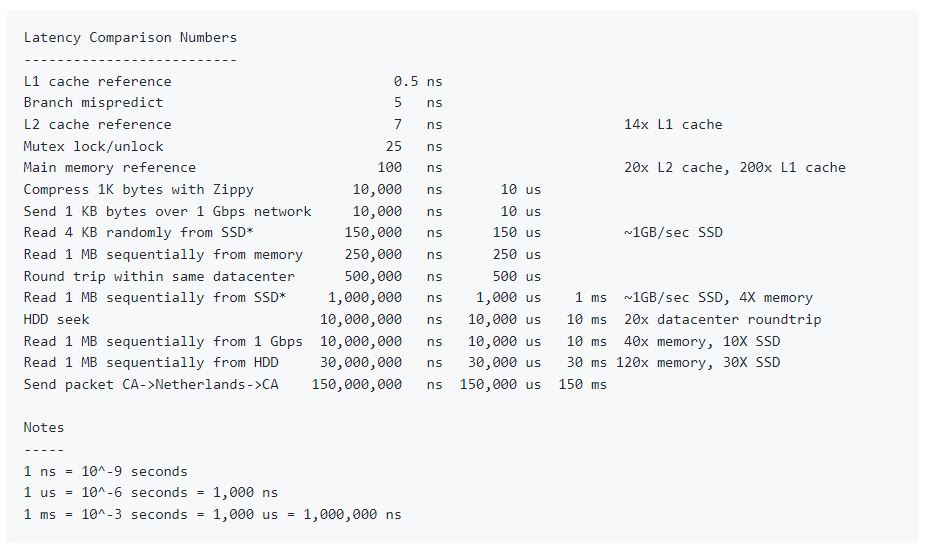 Latency Comparison Numbers
--------------------------
L1 cache reference                           0.5 ns
Branch mispredict                            5   ns
L2 cache reference                           7   ns                      14x L1 cache
Mutex lock/unlock                           25   ns
Main memory reference                      100   ns                      20x L2 cache, 200x L1 cache
Compress 1K bytes with Zippy            10,000   ns       10 us
Send 1 KB bytes over 1 Gbps network     10,000   ns       10 us
Read 4 KB randomly from SSD*           150,000   ns      150 us          ~1GB/sec SSD
Read 1 MB sequentially from memory     250,000   ns      250 us
Round trip within same datacenter      500,000   ns      500 us
Read 1 MB sequentially from SSD*     1,000,000   ns    1,000 us    1 ms  ~1GB/sec SSD, 4X memory
HDD seek                            10,000,000   ns   10,000 us   10 ms  20x datacenter roundtrip
Read 1 MB sequentially from 1 Gbps  10,000,000   ns   10,000 us   10 ms  40x memory, 10X SSD
Read 1 MB sequentially from HDD     30,000,000   ns   30,000 us   30 ms 120x memory, 30X SSD
Send packet CA->Netherlands->CA    150,000,000   ns  150,000 us  150 ms
Notes
-----
1 ns = 10^-9 seconds
1 us = 10^-6 seconds = 1,000 ns
1 ms = 10^-3 seconds = 1,000 us = 1,000,000 ns